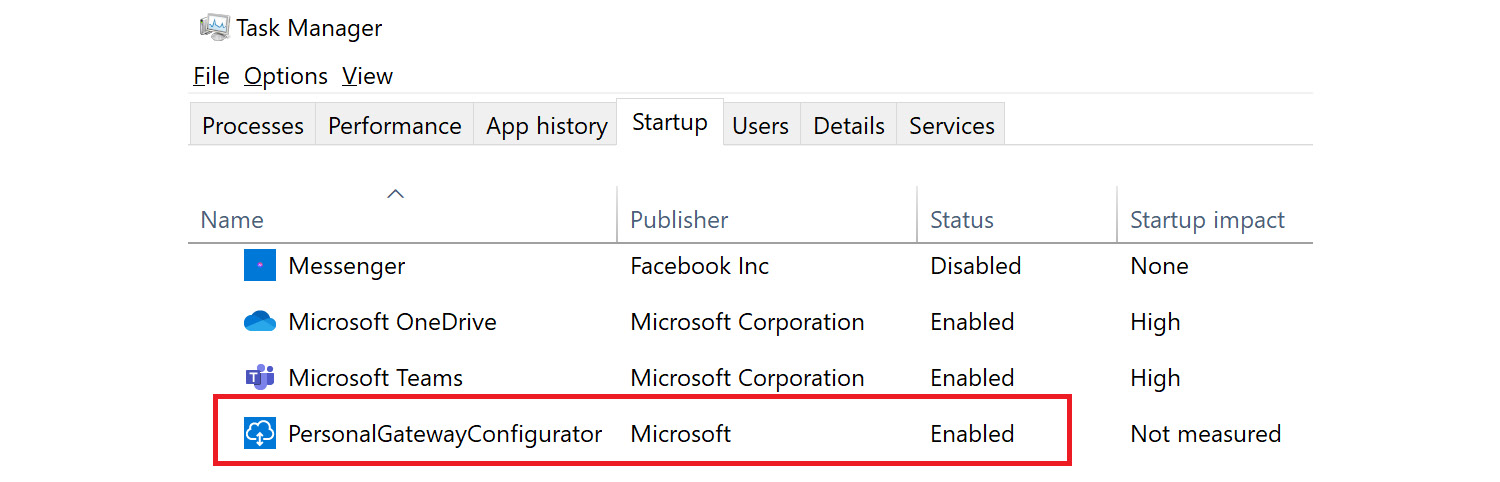 Task Manager
File Options View
Processes Performance App history Startup Users Details Services
Name Publisher Status Startup impact
Messenger Facebook Inc Disabled None
Microsoft OneDrive Microsoft Corporation Enabled High
Microsoft Teams Microsoft Corporation Enabled High
PersonalGatewayConfigurator Microsoft Enabled Not measured